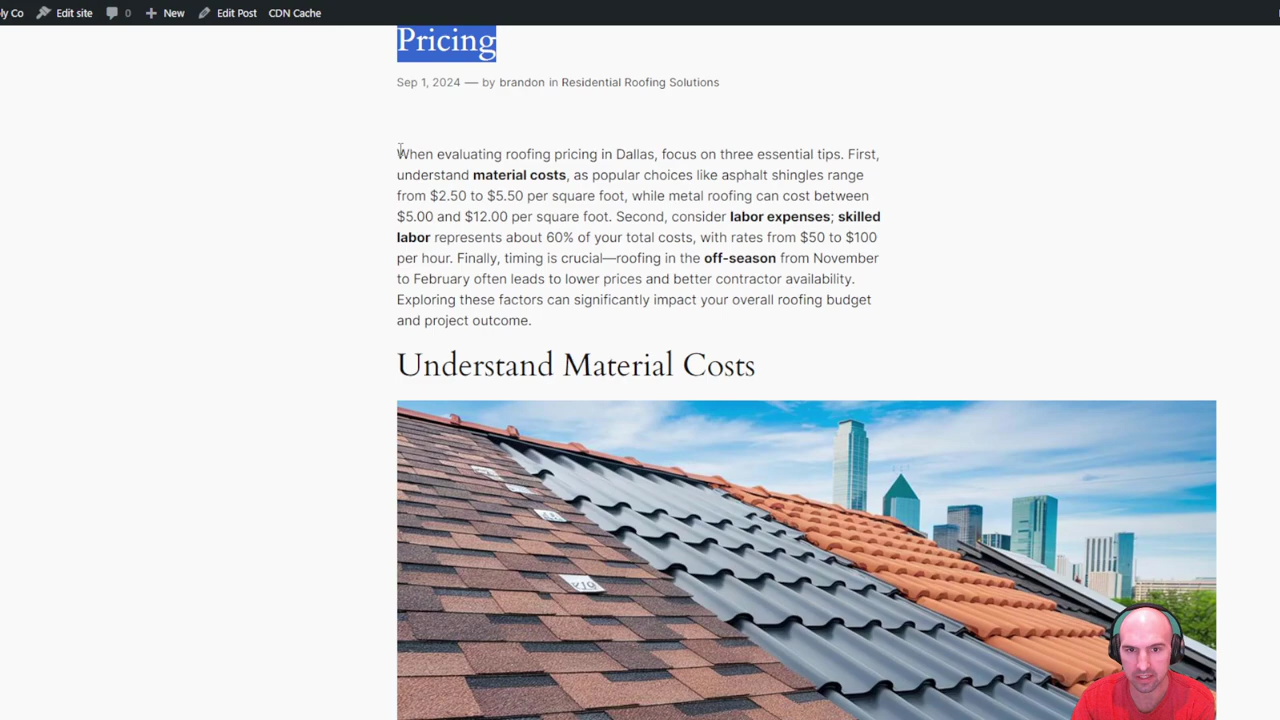 ly Co Edit site 0 New Edit Post CDN Cache
Pricing
Sep 1, 2024 — by brandon in Residential Roofing Solutions
When evaluating roofing pricing in Dallas, focus on three essential tips. First,
understand material costs, as popular choices like asphalt shingles range
from $2.50 to $5.50 per square foot, while metal roofing can cost between
$5.00 and $12.00 per square foot. Second, consider labor expenses; skilled
labor represents about 60% of your total costs, with rates from $50 to $100
per hour. Finally, timing is crucial—roofing in the off-season from November
to February often leads to lower prices and better contractor availability.
Exploring these factors can significantly impact your overall roofing budget
and project outcome.
Understand Material Costs